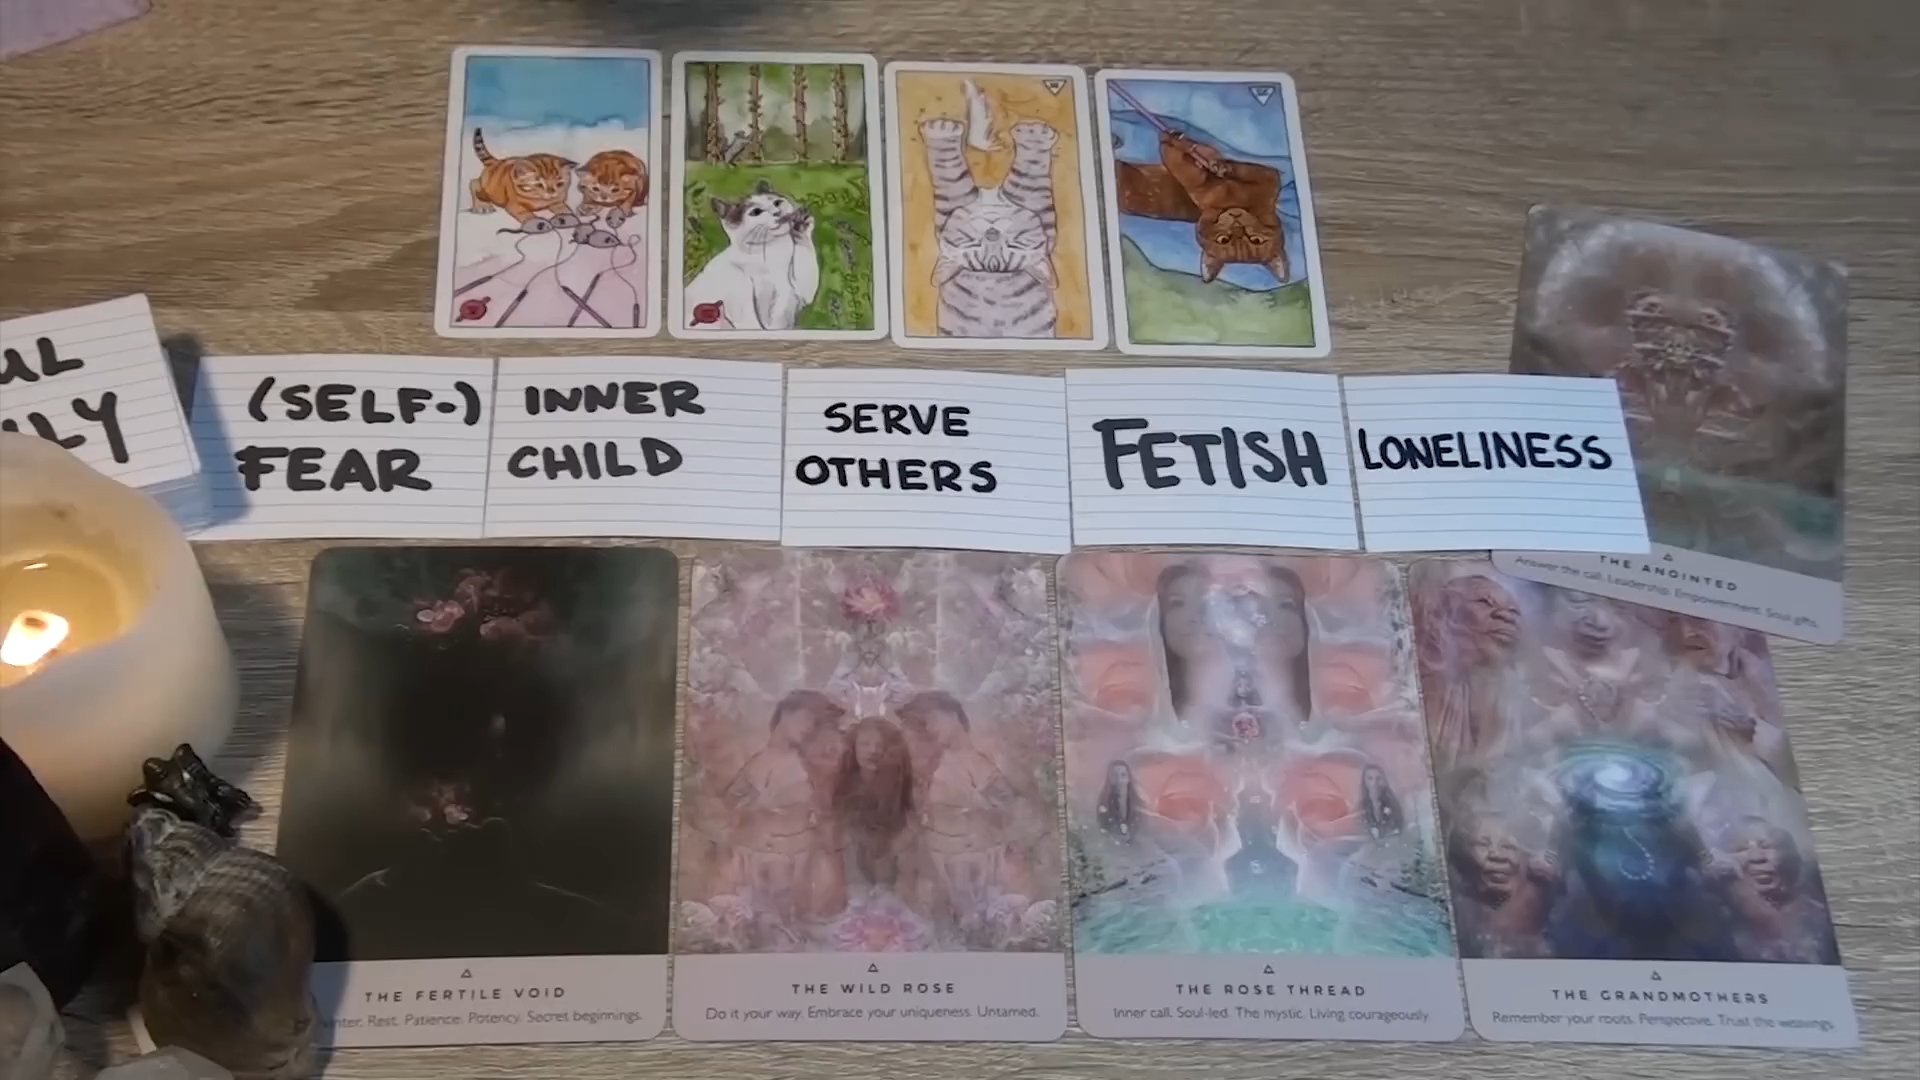 (SELF-)
FEAR
INNER
CHILD
SERVE
OTHERS
FETISH
LONELINESS
THE ANOINTED
Answer the call. Leadership. Empowerment. Soul gifts.
THE FERTILE VOID
Rest. Patience. Potency. Secret beginnings.
THE WILD ROSE
Do it your way. Embrace your uniqueness. Untamed.
THE ROSE THREAD
Inner call. Soul-led. The mystic. Living courageously.
THE GRANDMOTHERS
Remember your roots. Perspective. Trust the weavings.